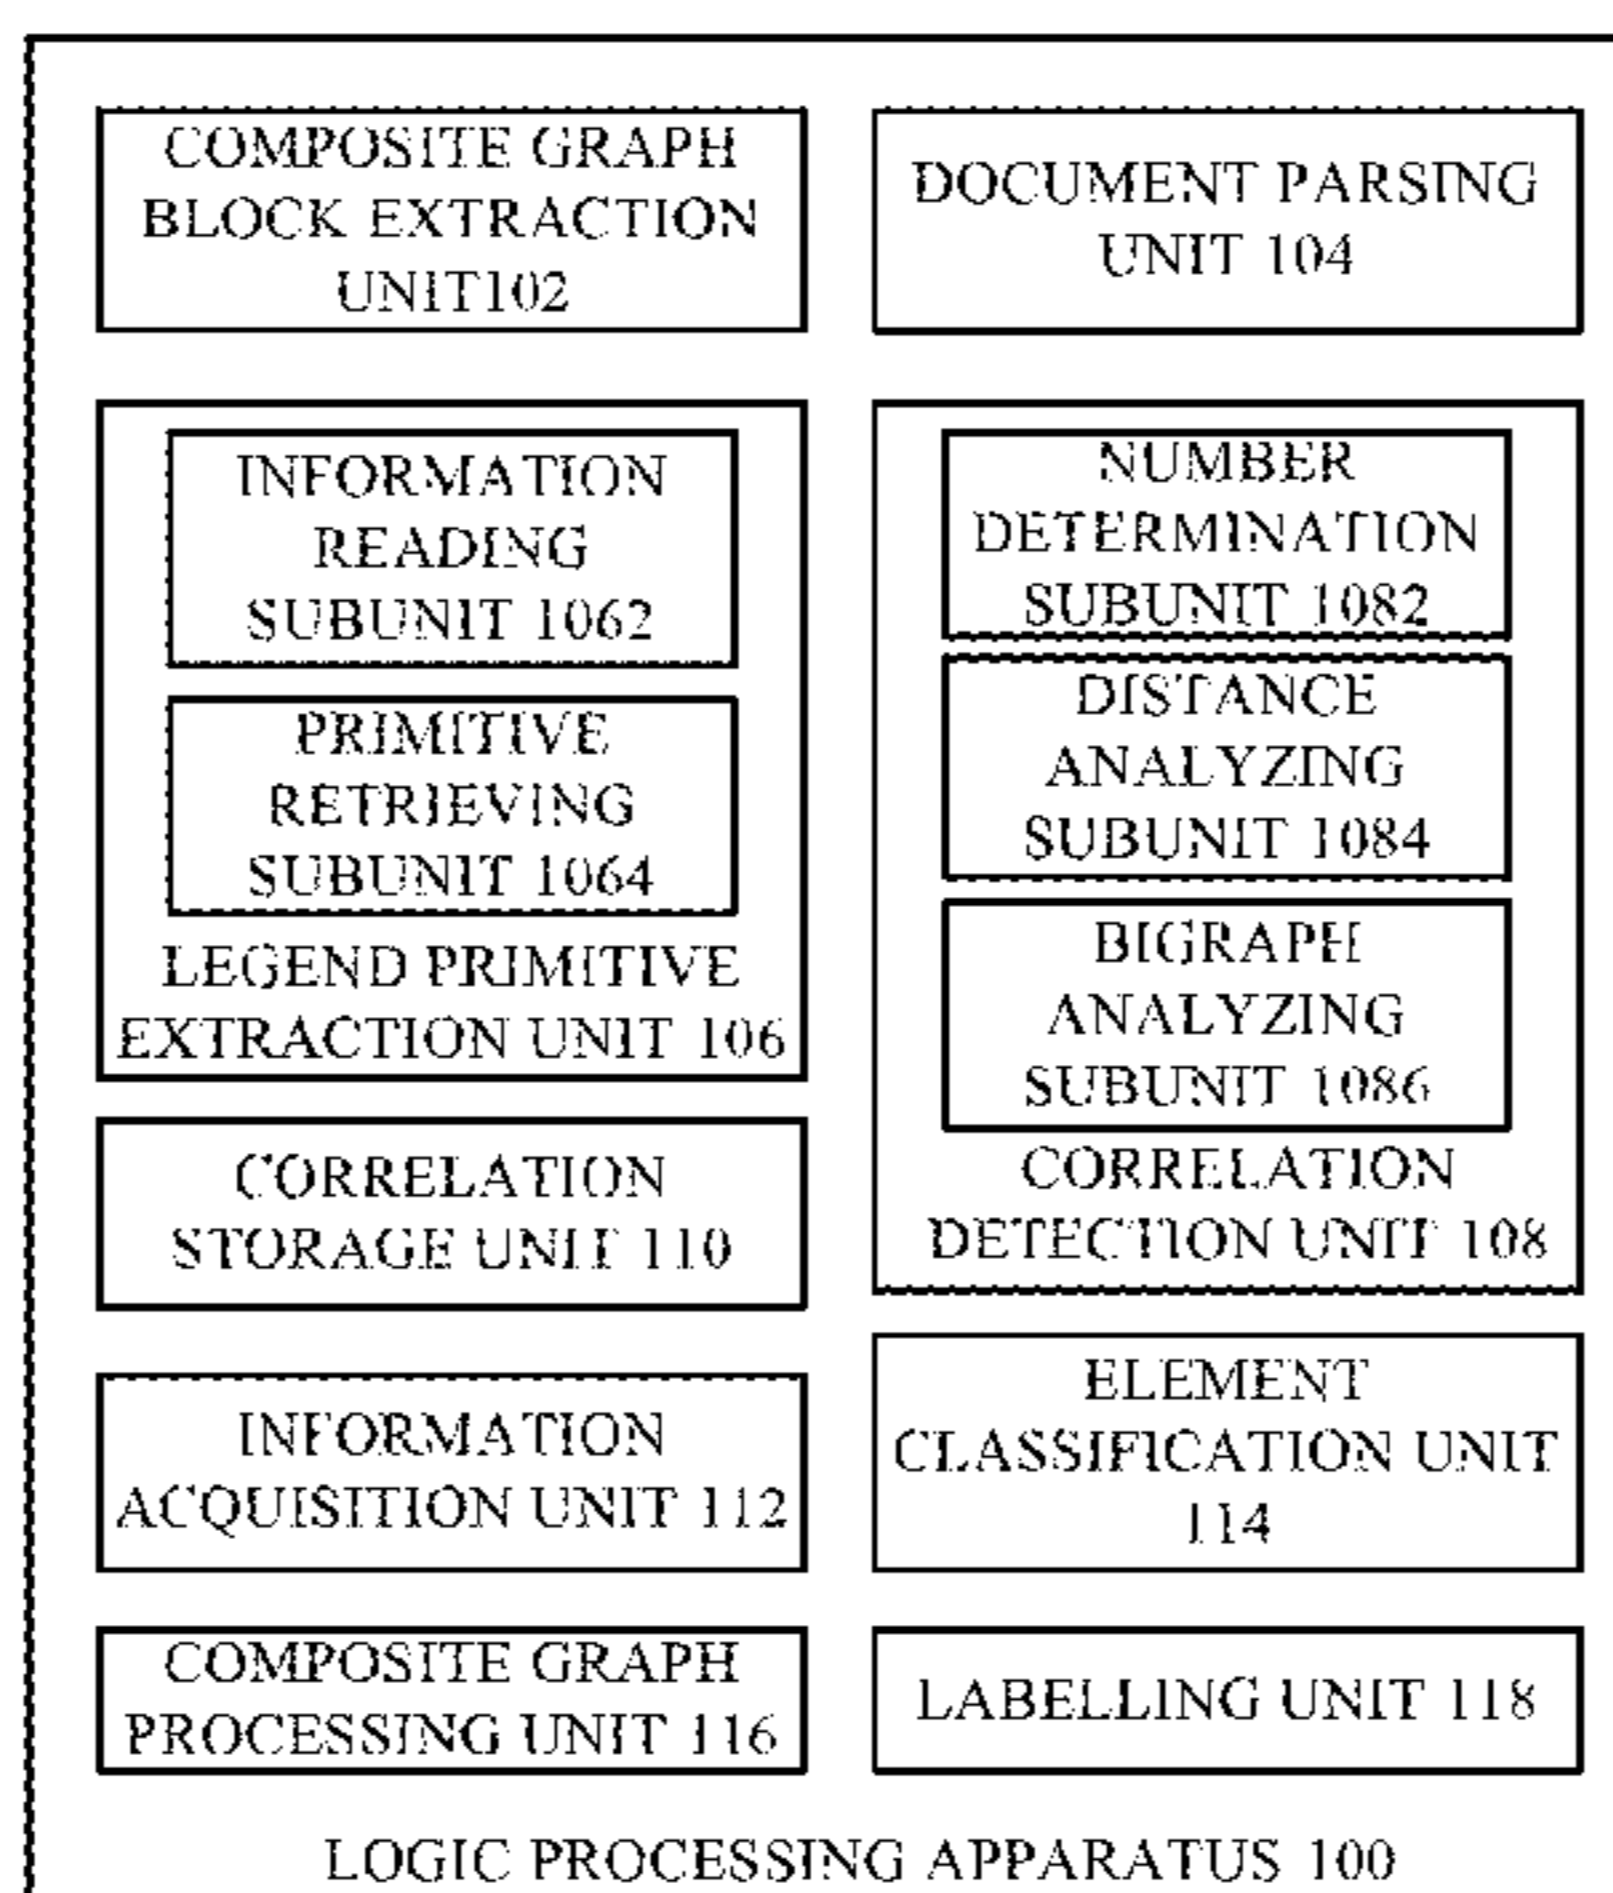 COMPOSITE GRAPH
BLOCK EXTRACTION
UNIT102
DOCUMENT PARSING
UNIT 104
INFORMATION
READING
SUBUNIT 1062
PRIMITIVE
RETRIEVING
SUBUNIT 1064
LEGEND PRIMITIVE
EXTRACTION UNIT 106
NUMBER
DETERMINATION
SUBUNIT 1082
DISTANCE
ANALYZING
SUBUNIT 1084
BIGRAPH
ANALYZING
SUBUNIT 1086
CORRELATION
DETECTION UNIT 108
CORRELATION
STORAGE UNIT 110
INFORMATION
ACQUISITION UNIT 112
ELEMENT
CLASSIFICATION UNIT
114
COMPOSITE GRAPH
PROCESSING UNIT 116
LABELLING UNIT 118
LOGIC PROCESSING APPARATUS 100